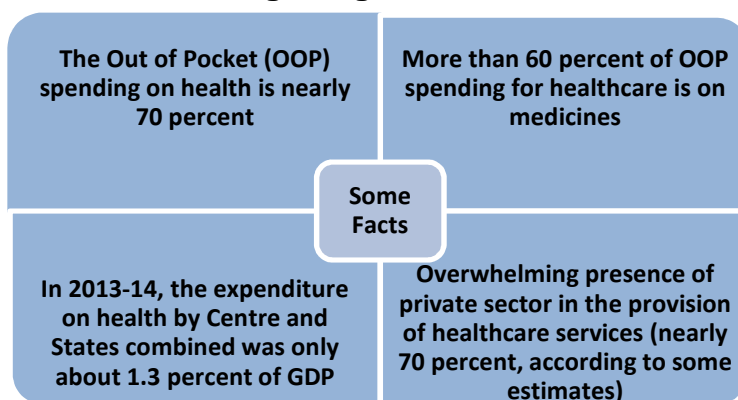 The Out of Pocket (OOP)
spending on health is nearly
70 percent
More than 60 percent of OOP
spending for healthcare is on
medicines
Some
Facts
In 2013-14, the expenditure
on health by Centre and
States combined was only
about 1.3 percent of GDP
Overwhelming presence of
private sector in the provision
of healthcare services (nearly
70 percent, according to some
estimates)